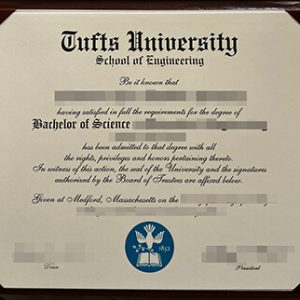 Tufts University
School of Engineering
Be it known that
having satisfied in full the requirements for the degree of
Bachelor of Science
has been admitted to that degree with all
the rights, privileges and honors pertaining thereto.
In witness of this action, the seal of the University and the signatures
authorized by the Board of Trustees are affixed below.
Given at Medford, Massachusetts on the
1852
Dean
President